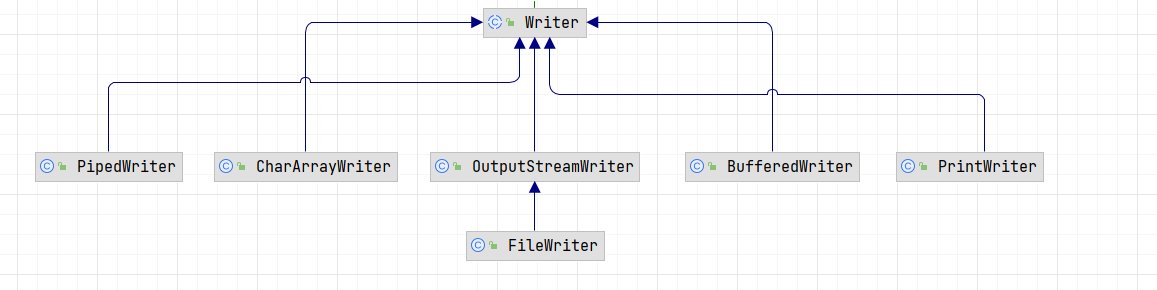 Writer
PipedWriter
CharArrayWriter
OutputStreamWriter
BufferedWriter
PrintWriter
FileWriter